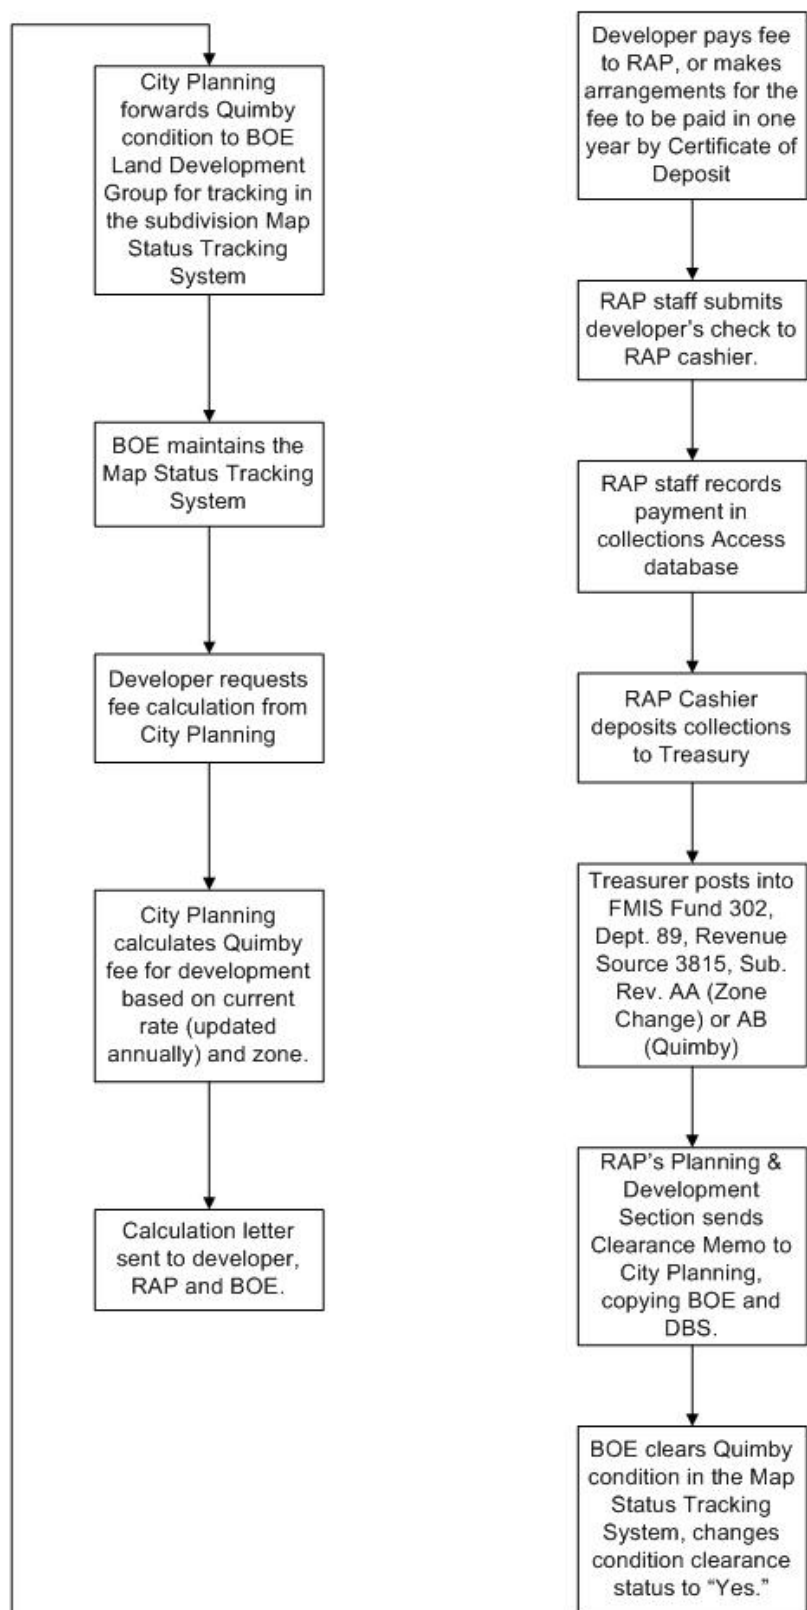 City Planning
forwards Quimby
condition to BOE
Land Development
Group for tracking in
the subdivision Map
Status Tracking
System
BOE maintains the
Map Status Tracking
System
Developer requests
fee calculation from
City Planning
City Planning
calculates Quimby
fee for development
based on current
rate (updated
annually) and zone.
Calculation letter
sent to developer,
RAP and BOE.
Developer pays fee
to RAP, or makes
arrangements for the
fee to be paid in one
year by Certificate of
Deposit
RAP staff submits
developer’s check to
RAP cashier.
RAP staff records
payment in
collections Access
database
RAP Cashier
deposits collections
to Treasury
Treasurer posts into
FMIS Fund 302,
Dept. 89, Revenue
Source 3815, Sub.
Rev. AA (Zone
Change) or AB
(Quimby)
RAP’s Planning &
Development
Section sends
Clearance Memo to
City Planning,
copying BOE and
DBS.
BOE clears Quimby
condition in the Map
Status Tracking
System, changes
condition clearance
status to “Yes.”